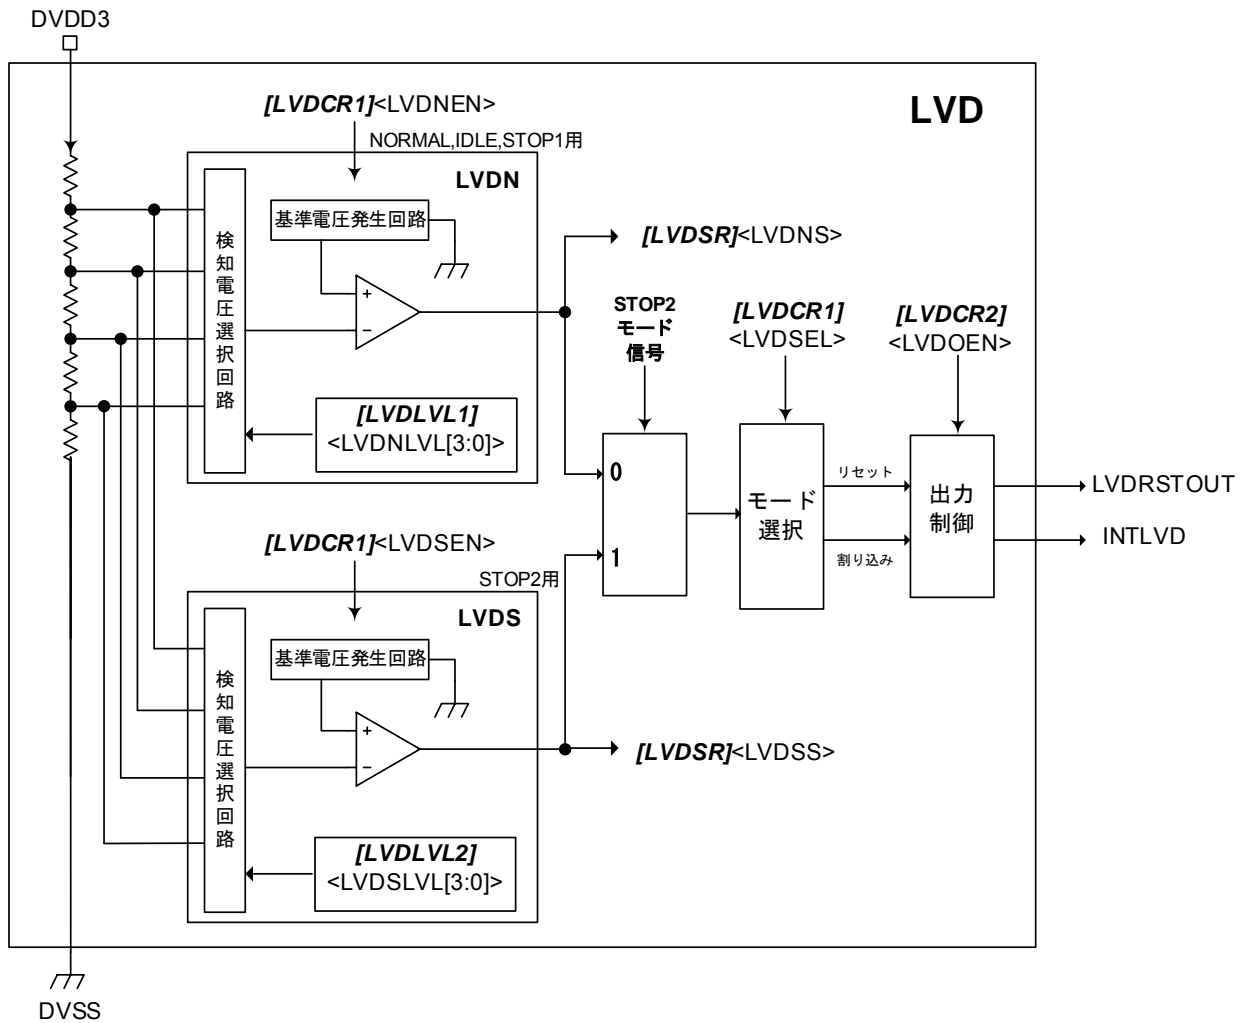 DVDD3
LVD
[LVDCR1]<LVDNEN>
NORMAL,IDLE,STOP1用
LVDN
検知電圧選択回路
基準電圧発生回路
+
−
[LVDLVL1]
<LVDNLVL[3:0]>
[LVDSR]<LVDNS>
STOP2
モード
信号
[LVDCR1]
<LVDSEL>
[LVDCR2]
<LVDOEN>
0
1
モード
選択
リセット
割り込み
出力
制御
LVDRSTOUT
INTLVD
[LVDCR1]<LVDSEN>
STOP2用
LVDS
検知電圧選択回路
基準電圧発生回路
+
−
[LVDSR]<LVDSS>
[LVDLVL2]
<LVDSLVL[3:0]>
DVSS